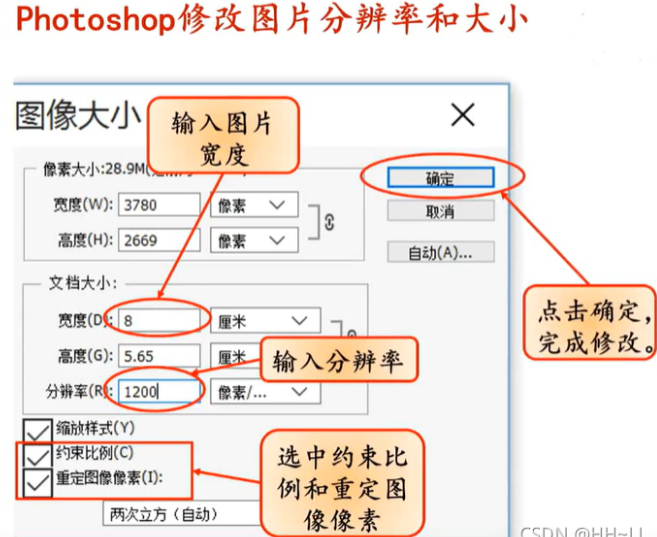 Photoshop修改图片分辨率和大小
图像大小
输入图片
宽度
像素大小:28.9M(
确定
宽度(W): 3780 像素
取消
高度(H): 2669 像素
自动(A)...
文档大小:
宽度(D): 8 厘米
点击确定,
完成修改。
高度(G): 5.65 厘米
输入分辨率
分辨率(R): 1200 像素/...
缩放样式(Y)
约束比例(C)
重定图像像素(I):
选中约束比
例和重定图
像像素
两次立方(自动)
CSDN @HH~LL